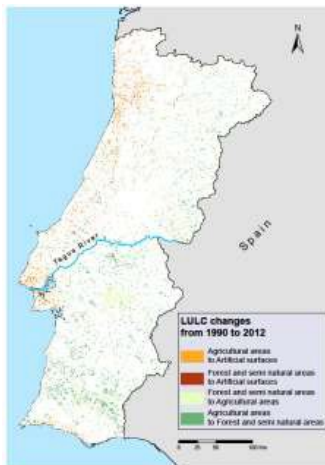 N
Tagus River
Spain
LULC changes
from 1990 to 2012
Agricultural areas
to Artificial surfaces
Forest and semi natural areas
to Artificial surfaces
Forest and semi natural areas
to Agricultural areas
Agricultural areas
to Forest and semi natural areas